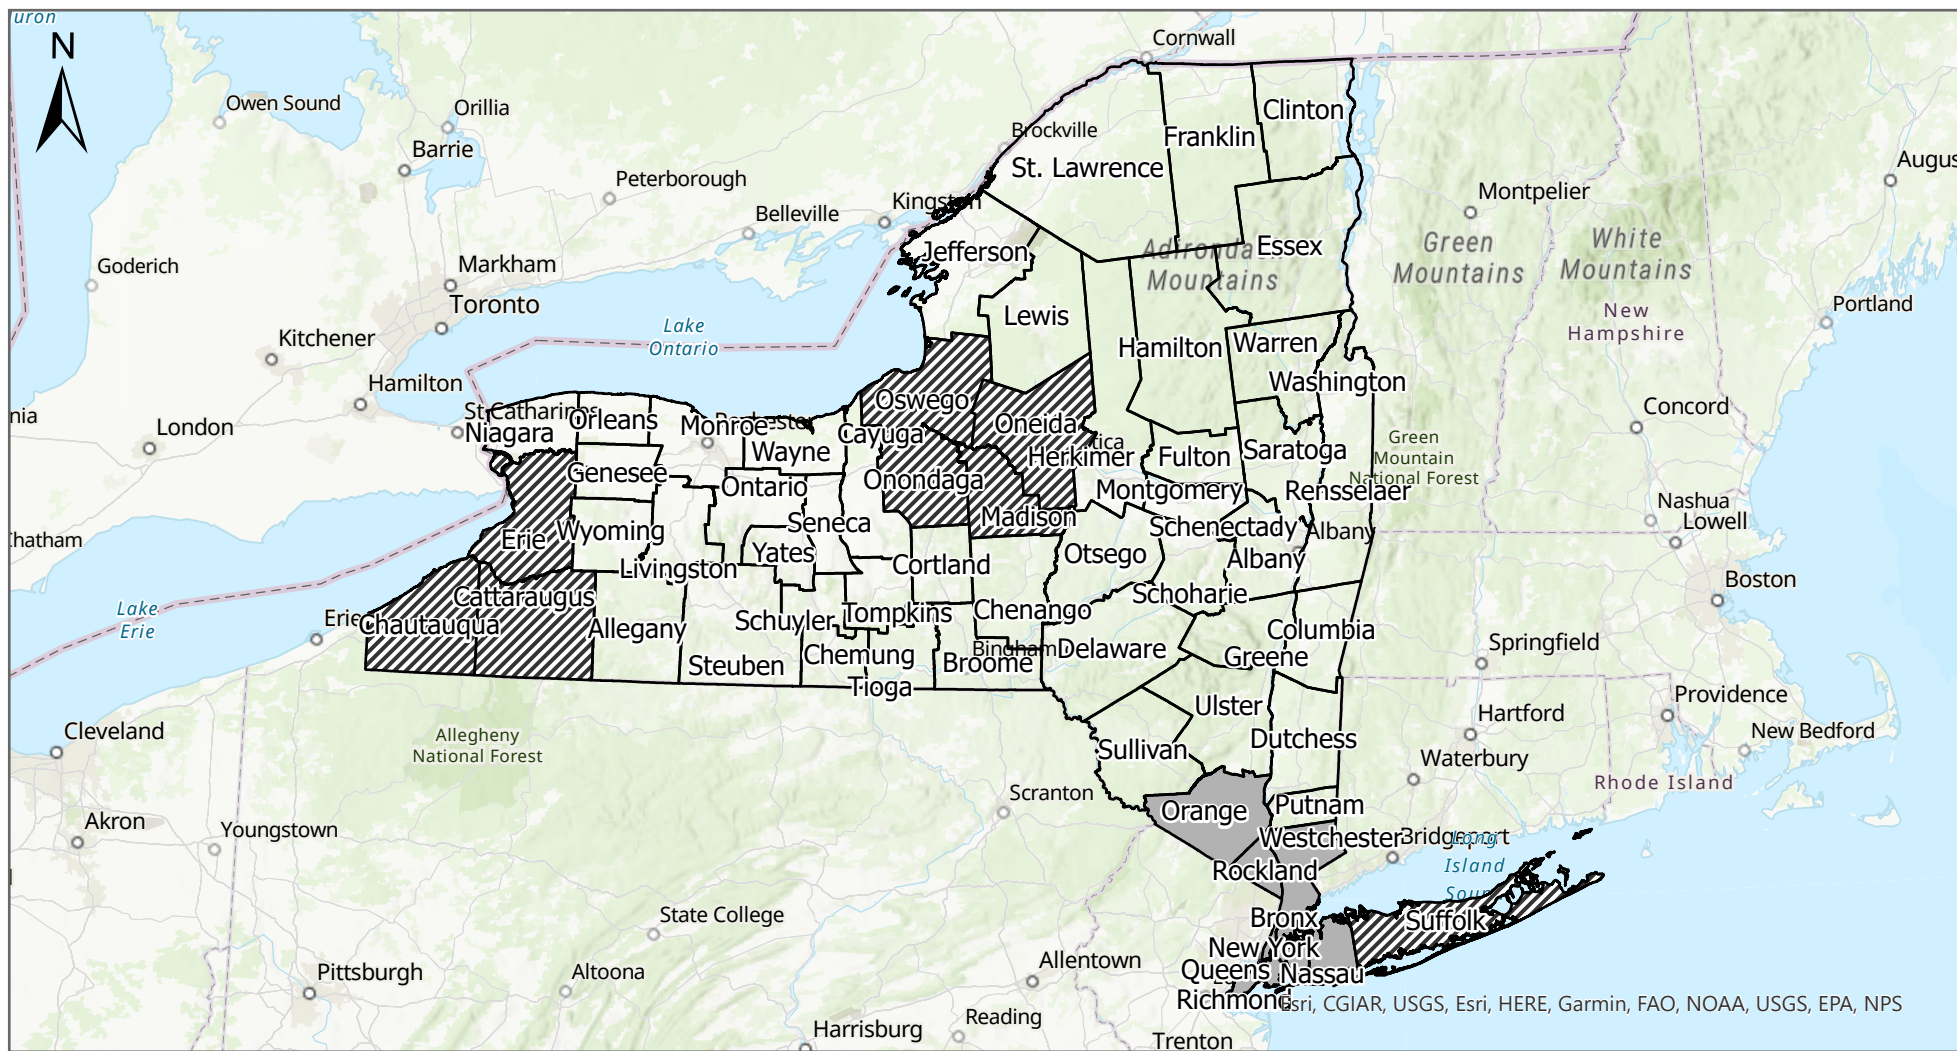 uron
N
Cornwall
Owen Sound
Orillia
Barrie
Brockville
Clinton
Franklin
St. Lawrence
Augus
Peterborough
Belleville
Kingston
Montpelier
Jefferson
Adirondack
Mountains
Essex
Green
Mountains
White
Mountains
Goderich
Markham
Toronto
Portland
New
Hampshire
Lake
Ontario
Lewis
Kitchener
Hamilton
Warren
Hamilton
Washington
St Catharines
Niagara
Orleans
Monroe
Rochester
Oswego
Oneida
Concord
nia
London
Cayuga
Wayne
Utica
Herkimer
Fulton
Saratoga
Green
Mountain
National Forest
Genesee
Ontario
Onondaga
Montgomery
Rensselaer
Nashua
Lowell
Chatham
Erie
Wyoming
Seneca
Madison
Schenectady
Albany
Yates
Livingston
Cortland
Otsego
Albany
Boston
Lake
Erie
Erie
Cattaraugus
Chautauqua
Allegany
Schuyler
Tompkins
Chenango
Schoharie
Columbia
Springfield
Steuben
Chemung
Broome
Bingham
Delaware
Greene
Tioga
Ulster
Providence
Cleveland
Allegheny
National Forest
Sullivan
Dutchess
Hartford
New Bedford
Waterbury
Rhode Island
Scranton
Orange
Putnam
Akron
Youngstown
Westchester
Bridgeport
Long
Island
Sound
Rockland
State College
Bronx
Suffolk
New York
Pittsburgh
Altoona
Allentown
Queens
Nassau
Richmond
Esri, CGIAR, USGS, Esri, HERE, Garmin, FAO, NOAA, USGS, EPA, NPS
Harrisburg
Reading
Trenton